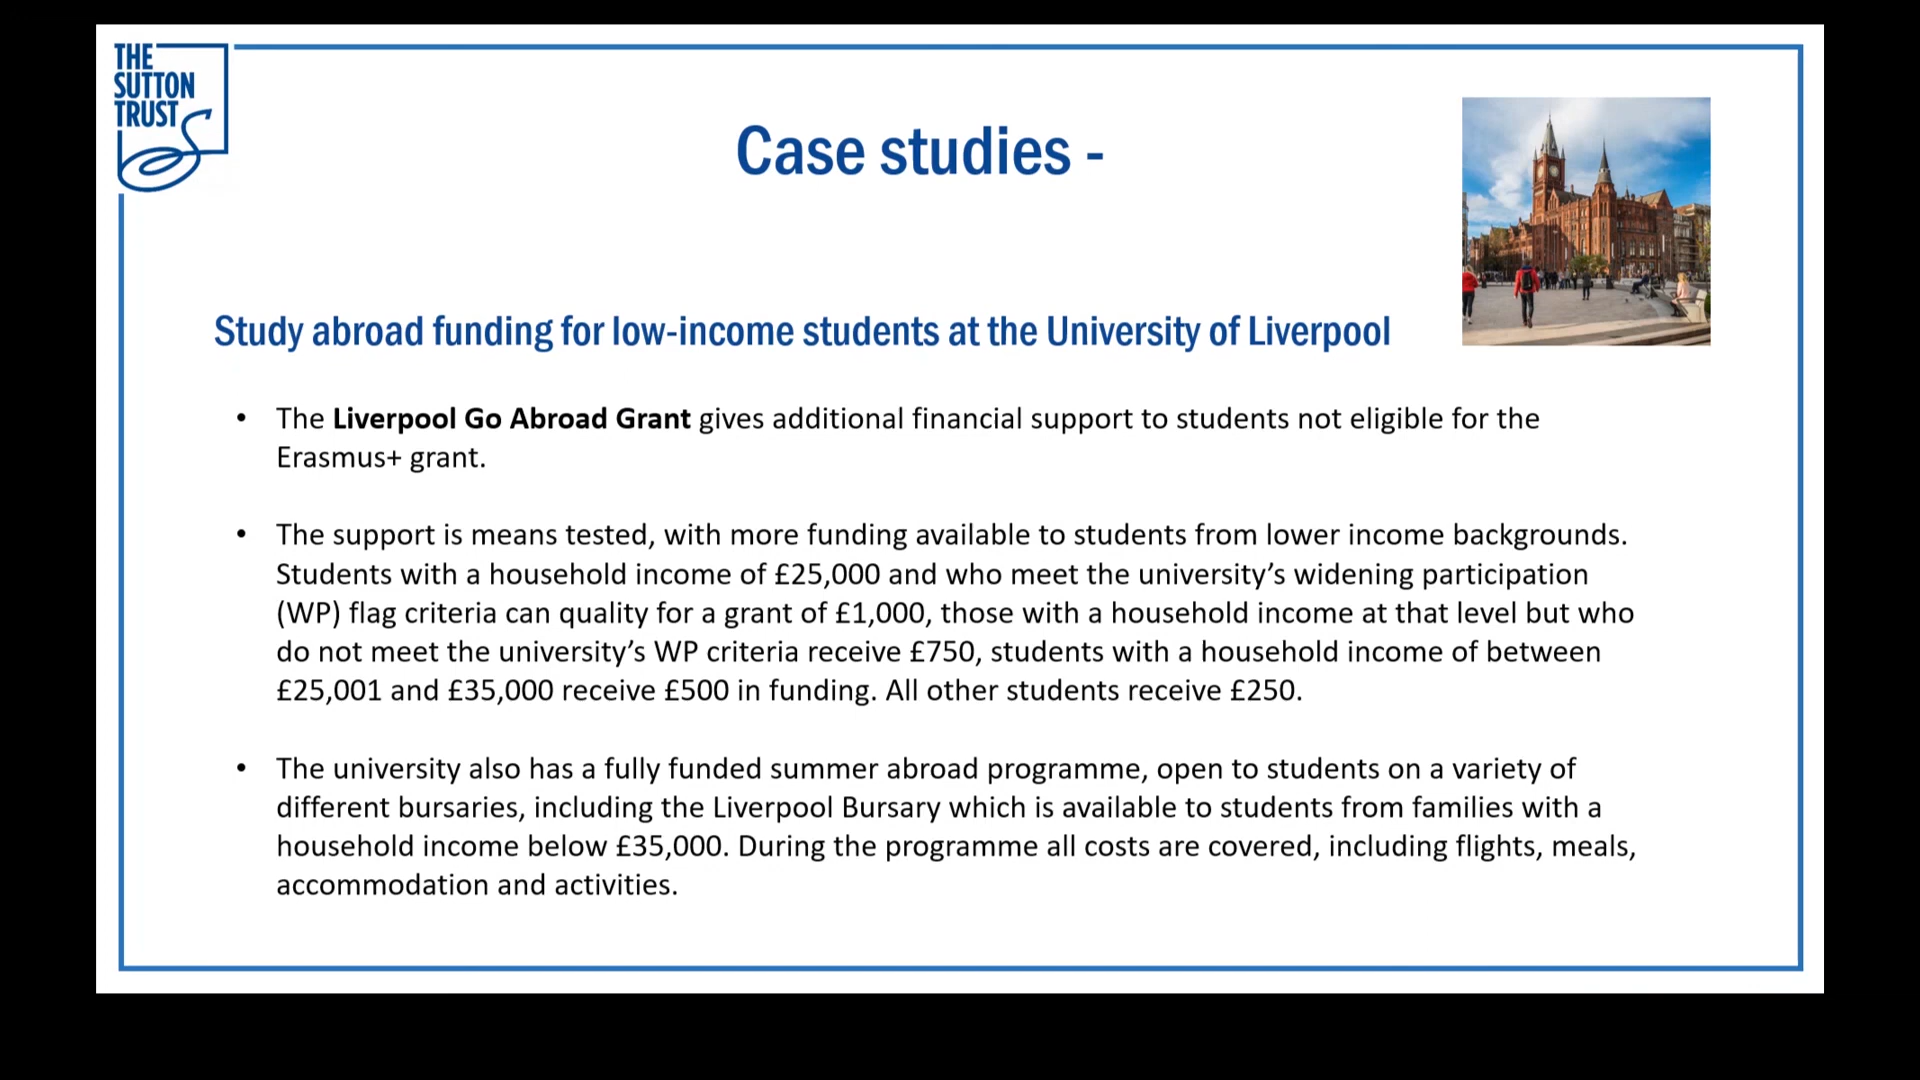 THE
SUTTON
TRUST
Case studies -
Study abroad funding for low-income students at the University of Liverpool
• The Liverpool Go Abroad Grant gives additional financial support to students not eligible for the
Erasmus+ grant.
• The support is means tested, with more funding available to students from lower income backgrounds.
Students with a household income of £25,000 and who meet the university’s widening participation
(WP) flag criteria can quality for a grant of £1,000, those with a household income at that level but who
do not meet the university’s WP criteria receive £750, students with a household income of between
£25,001 and £35,000 receive £500 in funding. All other students receive £250.
• The university also has a fully funded summer abroad programme, open to students on a variety of
different bursaries, including the Liverpool Bursary which is available to students from families with a
household income below £35,000. During the programme all costs are covered, including flights, meals,
accommodation and activities.